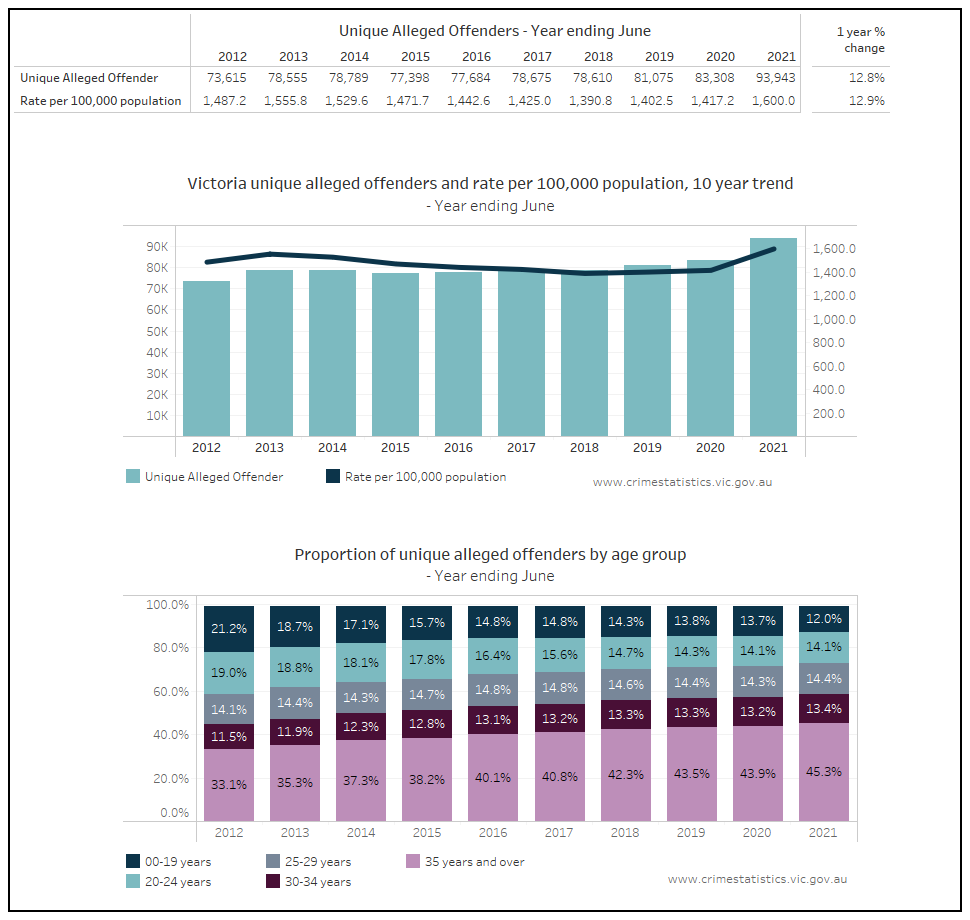 Unique Alleged Offenders - Year ending June
1 year %
change
2012 2013 2014 2015 2016 2017 2018 2019 2020 2021
Unique Alleged Offender 73,615 78,555 78,789 77,398 77,684 78,675 78,610 81,075 83,308 93,943 12.8%
Rate per 100,000 population 1,487.2 1,555.8 1,529.6 1,471.7 1,442.6 1,425.0 1,390.8 1,402.5 1,417.2 1,600.0 12.9%
Victoria unique alleged offenders and rate per 100,000 population, 10 year trend
- Year ending June
90K 1,600.0
80K 1,400.0
70K 1,200.0
60K 1,000.0
50K 800.0
40K 600.0
30K 400.0
20K 200.0
10K
2012 2013 2014 2015 2016 2017 2018 2019 2020 2021
Unique Alleged Offender Rate per 100,000 population
www.crimestatistics.vic.gov.au
Proportion of unique alleged offenders by age group
- Year ending June
100.0%
21.2% 18.7% 17.1% 15.7% 14.8% 14.8% 14.3% 13.8% 13.7% 12.0%
80.0%
19.0% 18.8% 18.1% 17.8% 16.4% 15.6% 14.7% 14.3% 14.1% 14.1%
60.0%
14.1% 14.4% 14.3% 14.7% 14.8% 14.8% 14.6% 14.4% 14.3% 14.4%
40.0%
11.5% 11.9% 12.3% 12.8% 13.1% 13.2% 13.3% 13.3% 13.2% 13.4%
20.0%
33.1% 35.3% 37.3% 38.2% 40.1% 40.8% 42.3% 43.5% 43.9% 45.3%
0.0%
2012 2013 2014 2015 2016 2017 2018 2019 2020 2021
00-19 years 25-29 years 35 years and over
20-24 years 30-34 years
www.crimestatistics.vic.gov.au